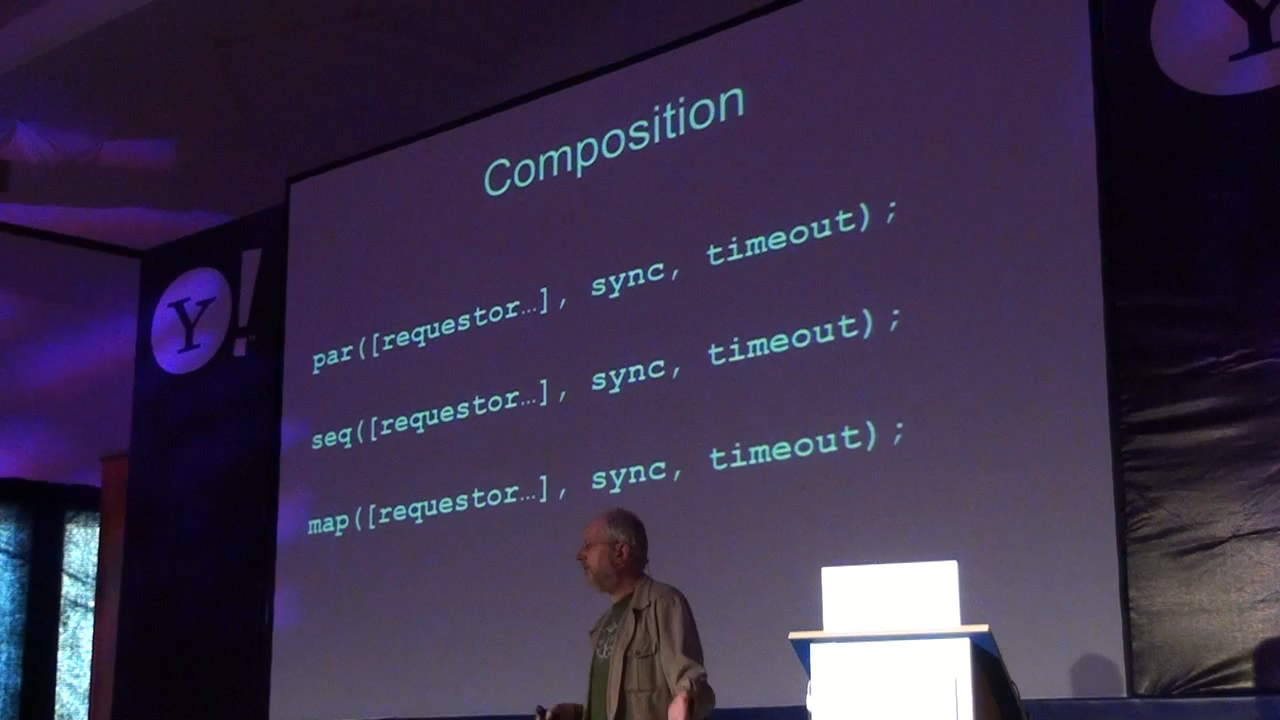 Composition
par([requestor…], sync, timeout);
seq([requestor…], sync, timeout);
map([requestor…], sync, timeout);
Y!
Y